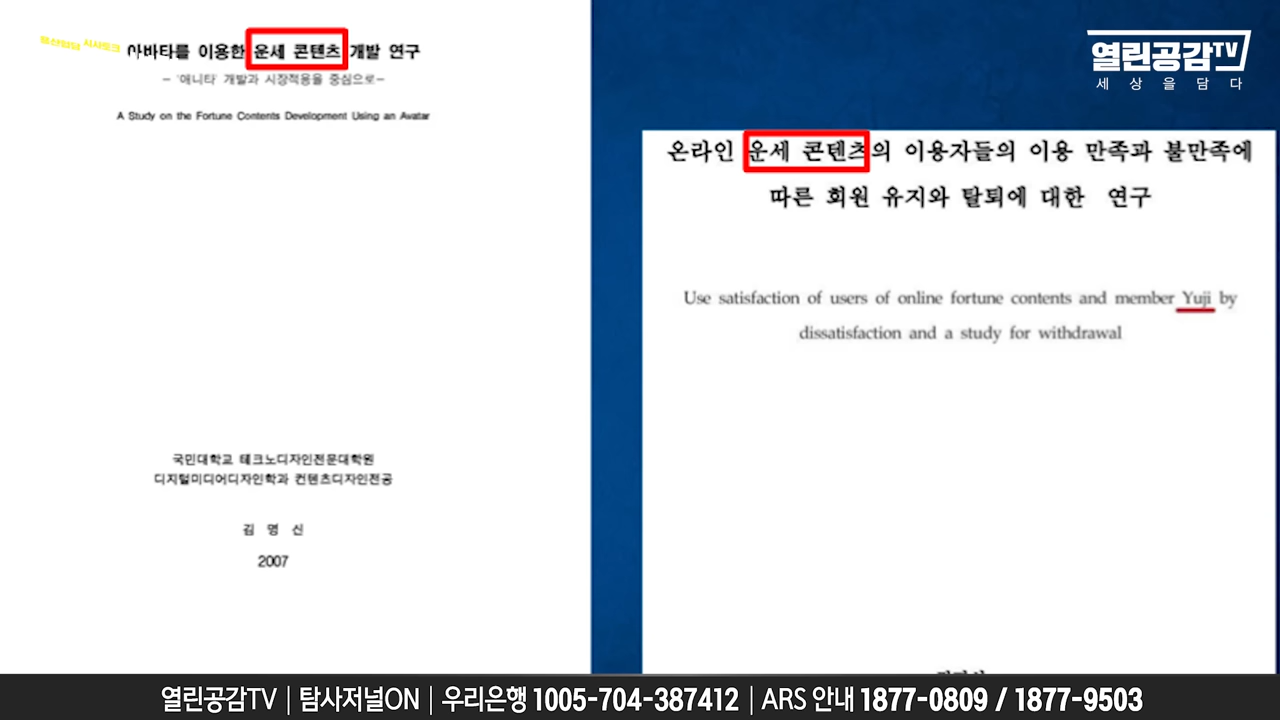 시사토크
아바타를 이용한 운세 콘텐츠 개발 연구
- '애니타' 개발과 시장적용을 중심으로-
A Study on the Fortune Contents Development Using an Avatar
국민대학교 테크노디자인전문대학원
디지털미디어디자인학과 컨텐츠디자인전공
김 명 신
2007
열린공감TV
세 상 을 담 다
온라인 운세 콘텐츠의 이용자들의 이용 만족과 불만족에
따른 회원 유지와 탈퇴에 대한 연구
Use satisfaction of users of online fortune contents and member Yuji by
dissatisfaction and a study for withdrawal
열린공감TV | 탐사저널ON | 우리은행 1005-704-387412 | ARS 안내 1877-0809 / 1877-9503